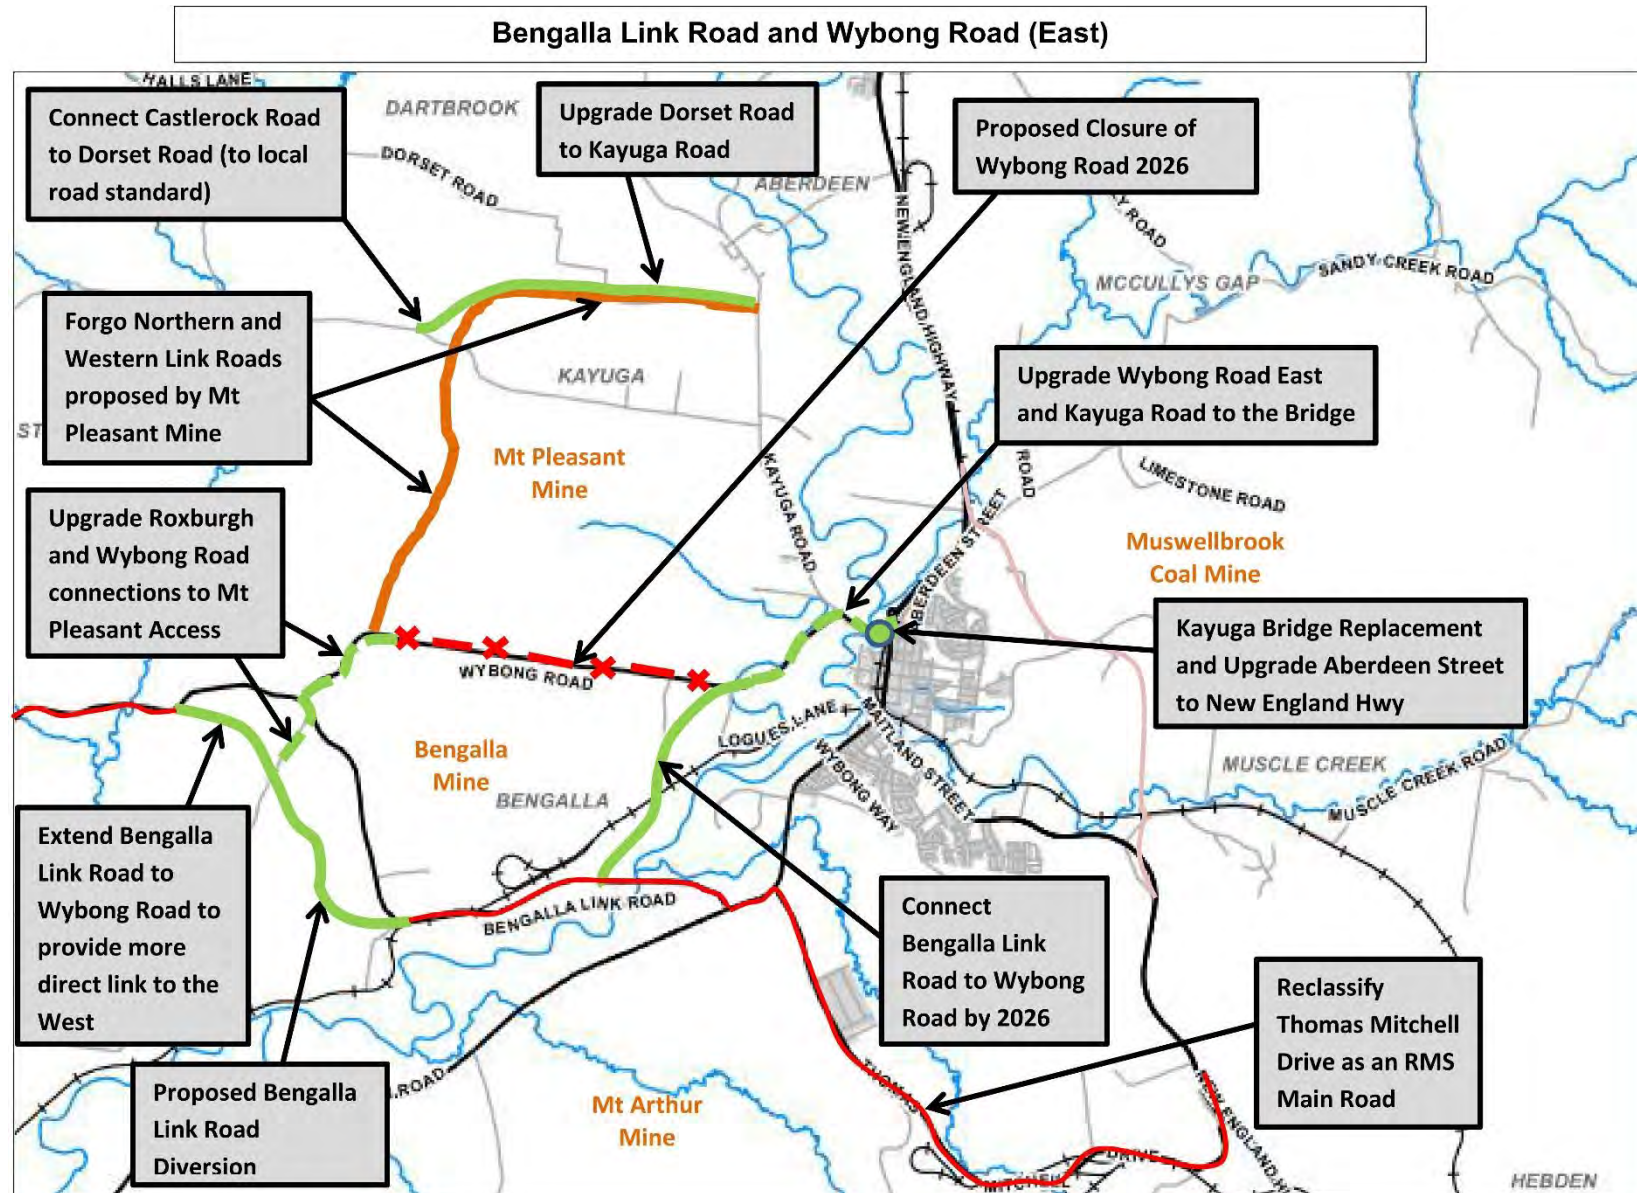 Bengalla Link Road and Wybong Road (East)
HALLS LANE
Connect Castlerock Road
to Dorset Road (to local
road standard)
DARTBROOK
DORSET ROAD
Upgrade Dorset Road
to Kayuga Road
ABERDEEN
Proposed Closure of
Wybong Road 2026
NEW ENGLAND HIGHWAY
ROAD
MCCULLYS GAP
SANDY CREEK ROAD
Forgo Northern and
Western Link Roads
proposed by Mt
Pleasant Mine
ST
KAYUGA
Mt Pleasant
Mine
KAYUGA ROAD
Upgrade Wybong Road East
and Kayuga Road to the Bridge
ROAD
LIMESTONE ROAD
ABERDEEN STREET
Muswellbrook
Coal Mine
Upgrade Roxburgh
and Wybong Road
connections to Mt
Pleasant Access
WYBONG ROAD
Kayuga Bridge Replacement
and Upgrade Aberdeen Street
to New England Hwy
LOGUES LANE
MAITLAND STREET
WYBONG WAY
Bengalla
Mine
BENGALLA
MUSCLE CREEK
MUSCLE CREEK ROAD
Extend Bengalla
Link Road to
Wybong Road to
provide more
direct link to the
West
BENGALLA LINK ROAD
Connect
Bengalla Link
Road to Wybong
Road by 2026
Reclassify
Thomas Mitchell
Drive as an RMS
Main Road
Proposed Bengalla
Link Road
Diversion
ROAD
Mt Arthur
Mine
THOMAS
MITCHELL
DRIVE
NEW ENGLAND
HEBDEN